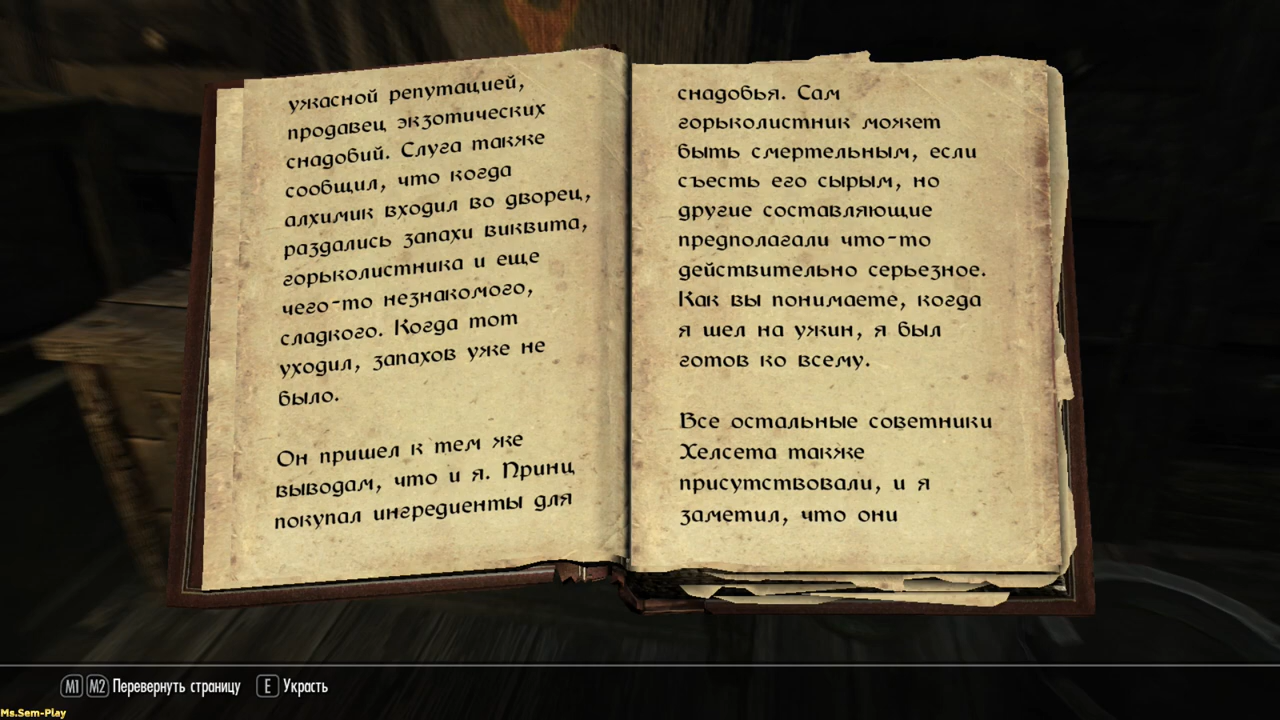 ужасной репутацией,
продавец экзотических
снадобий. Слуга также
сообщил, что когда
алхимик входил во дворец,
раздались запахи виквита,
горьколистника и еще
чего-то незнакомого,
сладкого. Когда тот
уходил, запахов уже не
было.
Он пришел к тем же
выводам, что и я. Принц
покупал ингредиенты для
снадобья. Сам
горьколистник может
быть смертельным, если
съесть его сырым, но
другие составляющие
предполагали что-то
действительно серьезное.
Как вы понимаете, когда
я шел на ужин, я был
готов ко всему.
Все остальные советники
Хелсета также
присутствовали, и я
заметил, что они
M1 M2 Перевернуть страницу E Украсть
Ms.Sem-Play